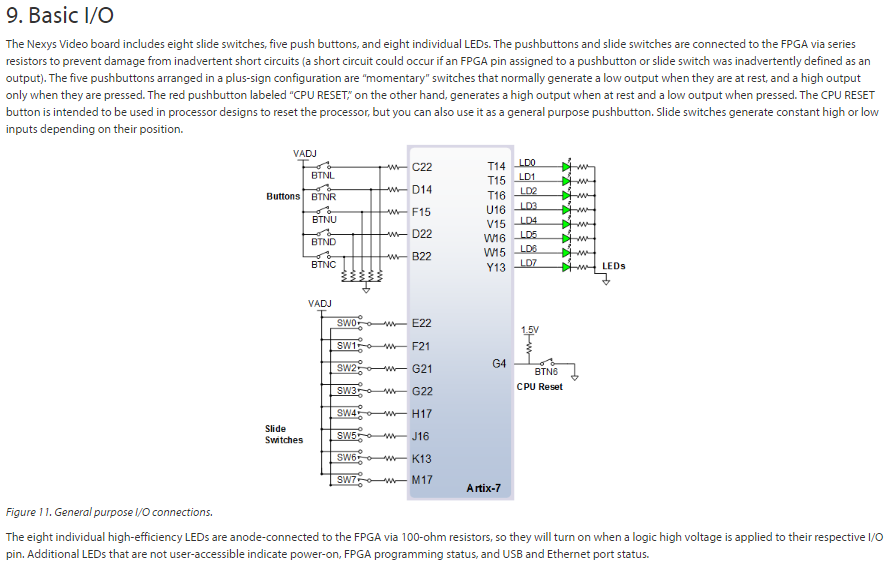 9. Basic I/O
The Nexys Video board includes eight slide switches, five push buttons, and eight individual LEDs. The pushbuttons and slide switches are connected to the FPGA via series
resistors to prevent damage from inadvertent short circuits (a short circuit could occur if an FPGA pin assigned to a pushbutton or slide switch was inadvertently defined as an
output). The five pushbuttons arranged in a plus-sign configuration are "momentary" switches that normally generate a low output when they are at rest, and a high output
only when they are pressed. The red pushbutton labeled "CPU RESET," on the other hand, generates a high output when at rest and a low output when pressed. The CPU RESET
button is intended to be used in processor designs to reset the processor, but you can also use it as a general purpose pushbutton. Slide switches generate constant high or low
inputs depending on their position.
VADJ
BTNL
C22
Buttons
BTNR
D14
BTNU
F15
BTND
D22
BTNC
B22
T14 LD0
T15 LD1
T16 LD2
U16 LD3
V15 LD4
W16 LD5
W15 LD6
Y13 LD7
LEDs
VADJ
SW0 E22
SW1 F21
SW2 G21
SW3 G22
SW4 H17
Slide
Switches
SW5 J16
SW6 K13
SW7 M17
1.5V
G4
BTN6
CPU Reset
Artix-7
Figure 11. General purpose I/O connections.
The eight individual high-efficiency LEDs are anode-connected to the FPGA via 100-ohm resistors, so they will turn on when a logic high voltage is applied to their respective I/O
pin. Additional LEDs that are not user-accessible indicate power-on, FPGA programming status, and USB and Ethernet port status.